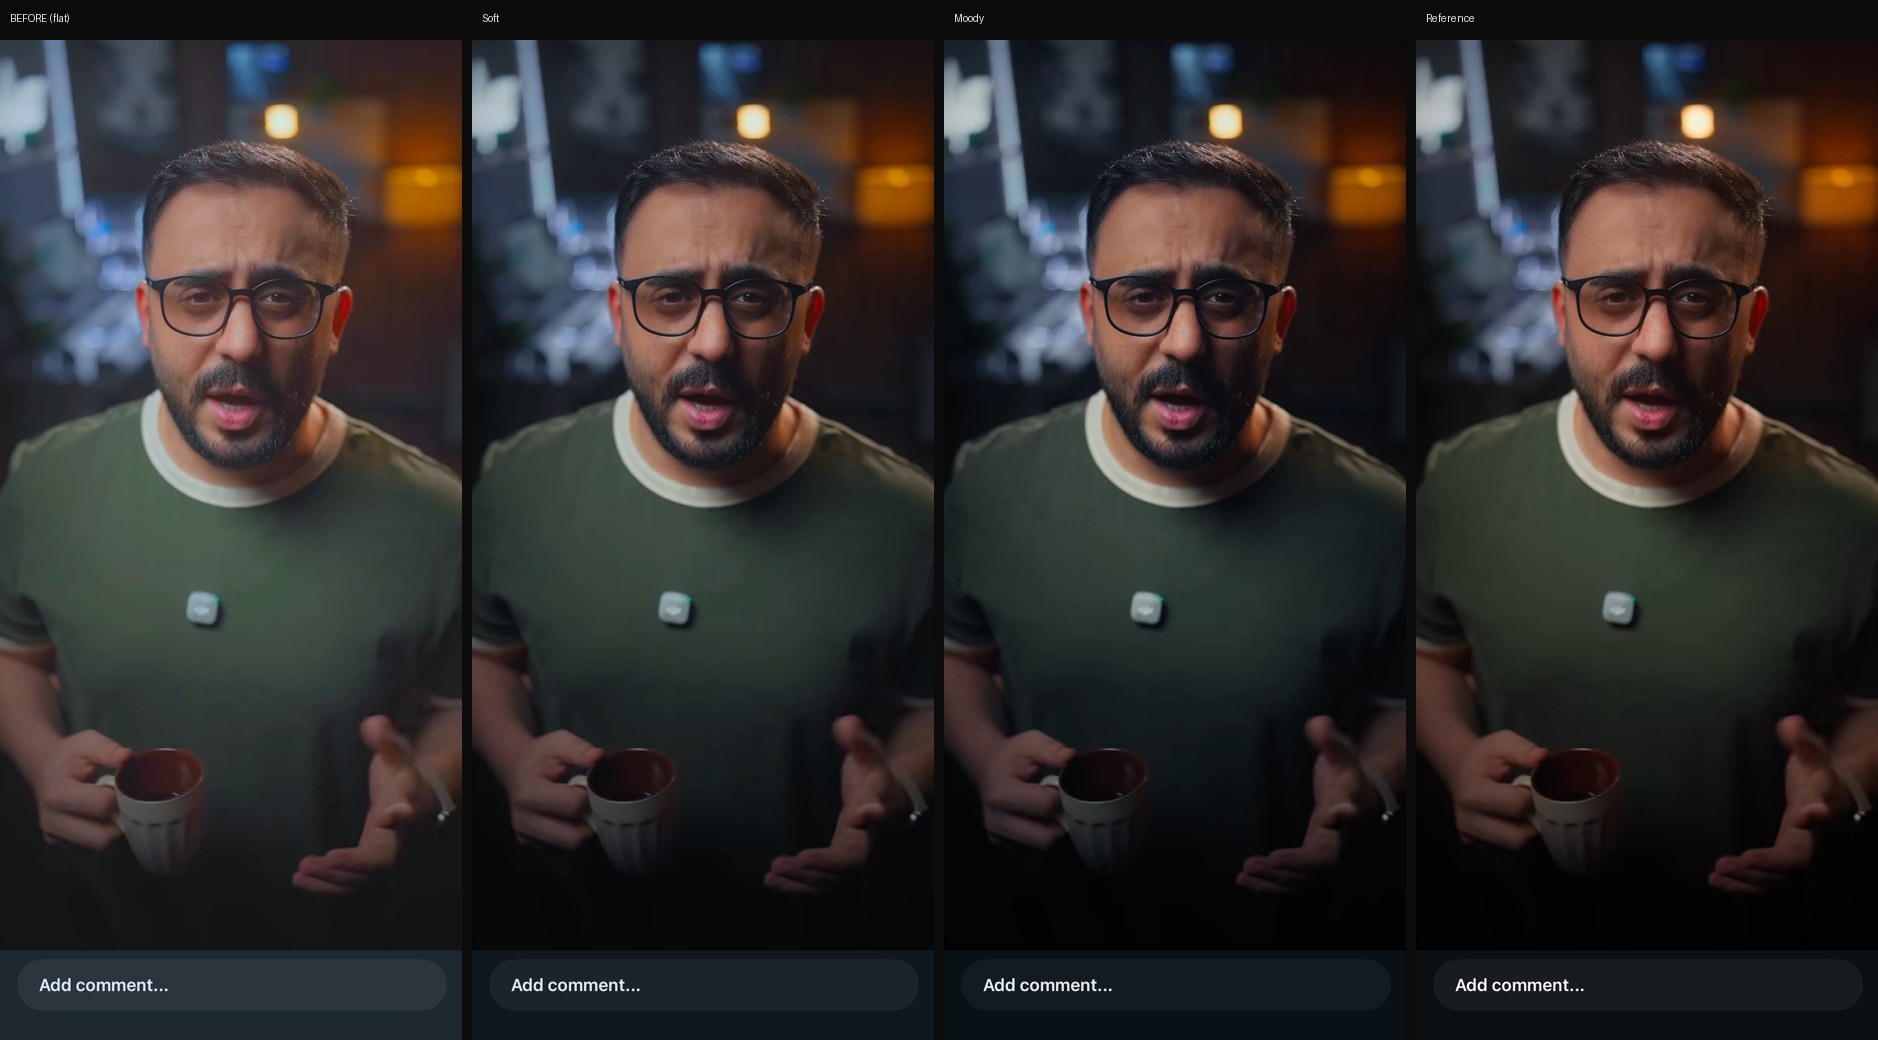 BEFORE (flat)
Soft
Moody
Reference
Add comment...
Add comment...
Add comment...
Add comment...